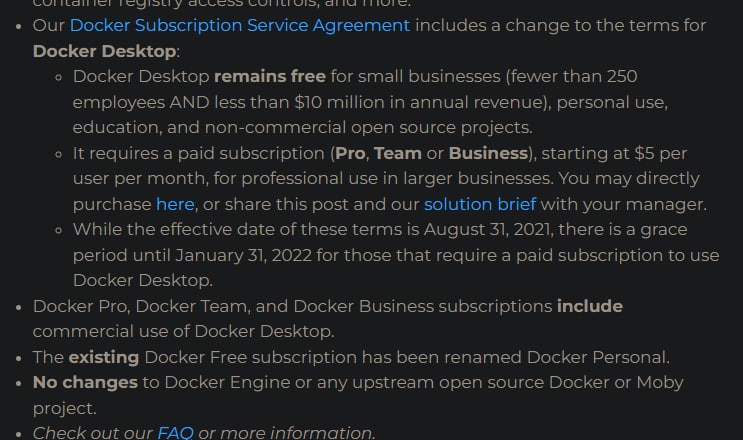 container registry access controls, and more.
• Our Docker Subscription Service Agreement includes a change to the terms for
Docker Desktop:
◦ Docker Desktop remains free for small businesses (fewer than 250
employees AND less than $10 million in annual revenue), personal use,
education, and non-commercial open source projects.
◦ It requires a paid subscription (Pro, Team or Business), starting at $5 per
user per month, for professional use in larger businesses. You may directly
purchase here, or share this post and our solution brief with your manager.
◦ While the effective date of these terms is August 31, 2021, there is a grace
period until January 31, 2022 for those that require a paid subscription to use
Docker Desktop.
• Docker Pro, Docker Team, and Docker Business subscriptions include
commercial use of Docker Desktop.
• The existing Docker Free subscription has been renamed Docker Personal.
• No changes to Docker Engine or any upstream open source Docker or Moby
project.
• Check out our FAQ or more information.